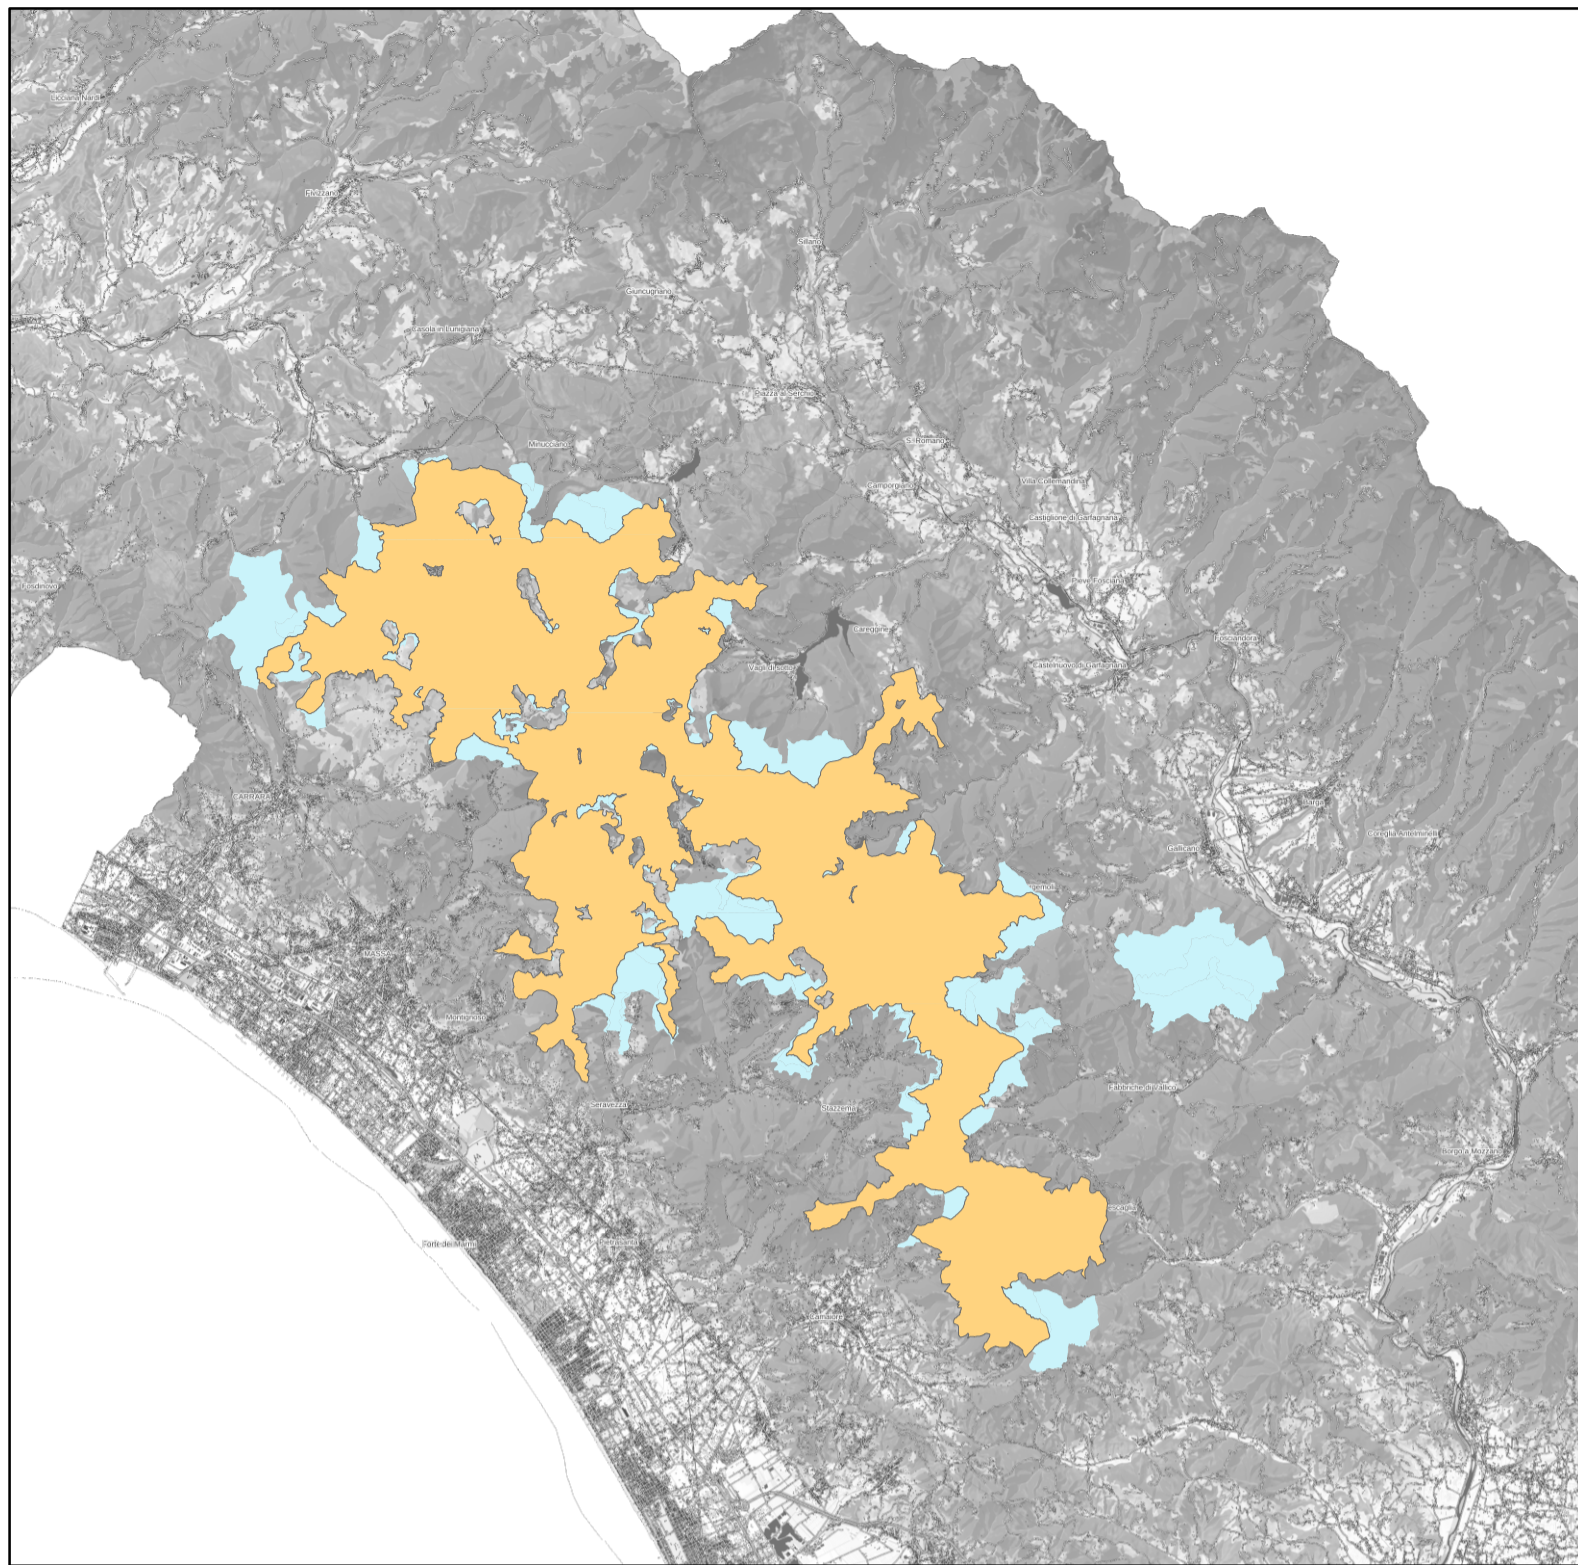 Licciana Nardi
Fivizzano
Sillano
Giuncugnano
Casola in Lunigiana
Piazza al Serchio
Minucciano
S. Romano
Camporgiano
Villa Collemandina
Castiglione di Garfagnana
Fosdinovo
Pieve Fosciana
Careggine
Fosciandora
Vagli di sotto
Castelnuovo di Garfagnana
CARRARA
Barga
Coreglia Antelminelli
Gallicano
rgemoli
MASSA
Montignoso
Fabbriche di Vallico
Seravezza
Stazzema
Borgo a Mozzano
escaglia
Forte dei Marmi
Pietrasanta
Camaiore